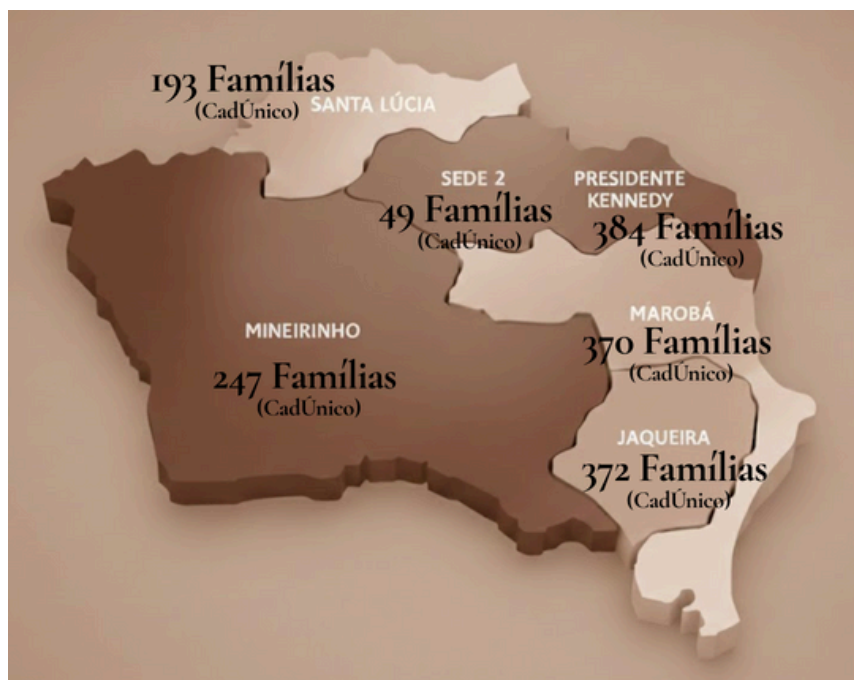 193 Famílias
(CadÚnico)
SANTA LÚCIA
SEDE 2
49 Famílias
(CadÚnico)
PRESIDENTE
KENNEDY
384 Famílias
(CadÚnico)
MINEIRINHO
247 Famílias
(CadÚnico)
MAROBÁ
370 Famílias
(CadÚnico)
JAQUEIRA
372 Famílias
(CadÚnico)